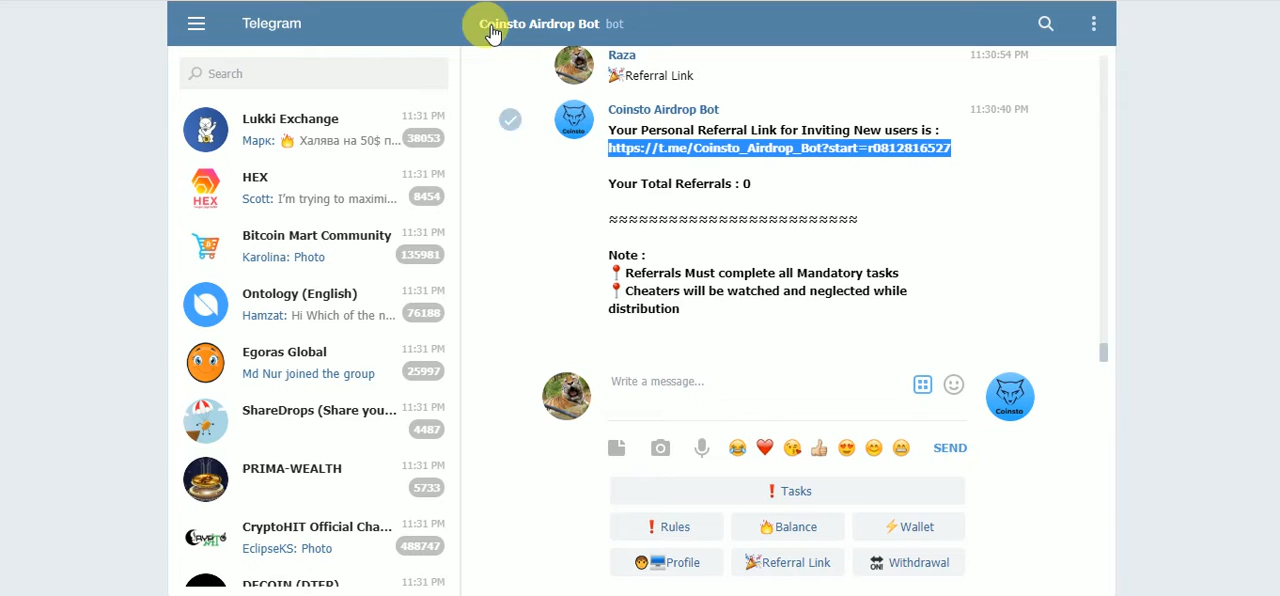 Telegram
Coinsto Airdrop Bot bot
Search
Lukki Exchange 11:31 PM
Марк: 🔥 Халява на 50$ п... 38053
HEX 11:31 PM
Scott: I'm trying to maximi... 8454
HEX
Bitcoin Mart Community 11:31 PM
Karolina: Photo 135981
Ontology (English) 11:31 PM
Hamzat: Hi Which of the n... 76188
Egoras Global 11:31 PM
Md Nur joined the group 25997
ShareDrops (Share you... 11:31 PM
4487
PRIMA-WEALTH 11:31 PM
5733
CryptoHIT Official Cha... 11:31 PM
EclipseKS: Photo 488747
DECOIN (DTEP) 11:31 PM
Raza 11:30:54 PM
🎉Referral Link
Coinsto Airdrop Bot 11:30:40 PM
Coinsto
Your Personal Referral Link for Inviting New users is :
https://t.me/Coinsto_Airdrop_Bot?start=r0812816527
Your Total Referrals : 0
≈≈≈≈≈≈≈≈≈≈≈≈≈≈≈≈≈≈≈≈≈≈≈≈≈
Note :
📍Referrals Must complete all Mandatory tasks
📍Cheaters will be watched and neglected while
distribution
Write a message...
Coinsto
SEND
❗Tasks
❗Rules 🔥Balance ⚡Wallet
👨💻Profile 🎉Referral Link 🔛 Withdrawal